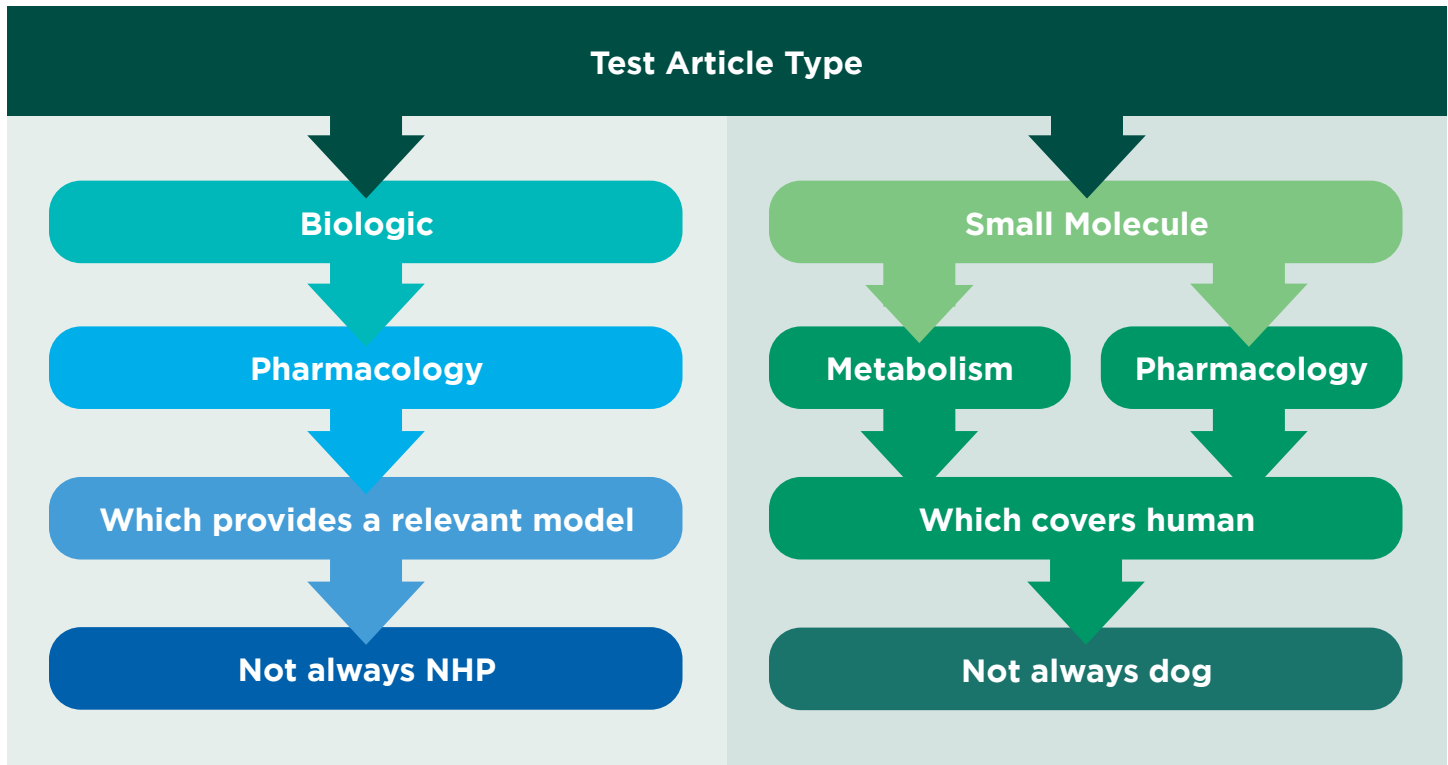 Test Article Type
Biologic
Pharmacology
Which provides a relevant model
Not always NHP
Small Molecule
Metabolism
Pharmacology
Which covers human
Not always dog